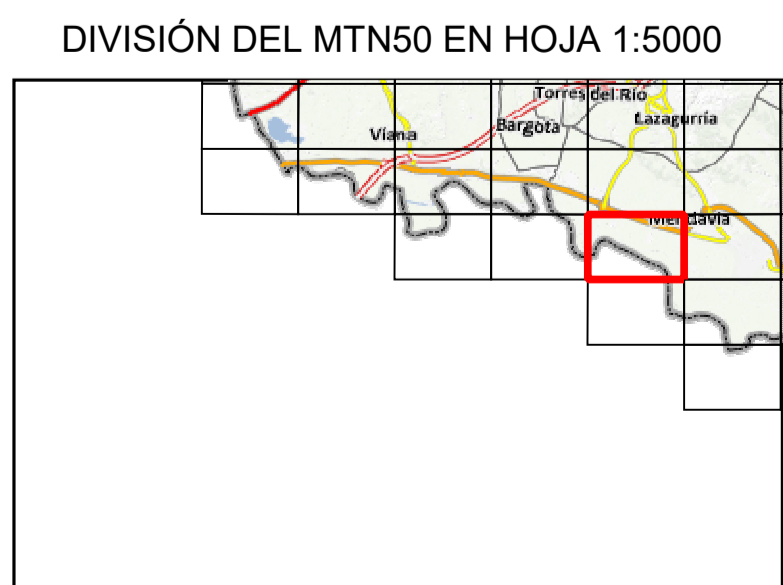 DIVISIÓN DEL MTN50 EN HOJA 1:5000
Torres del Río
Lazagurría
Bargota
Viana
Mendavia